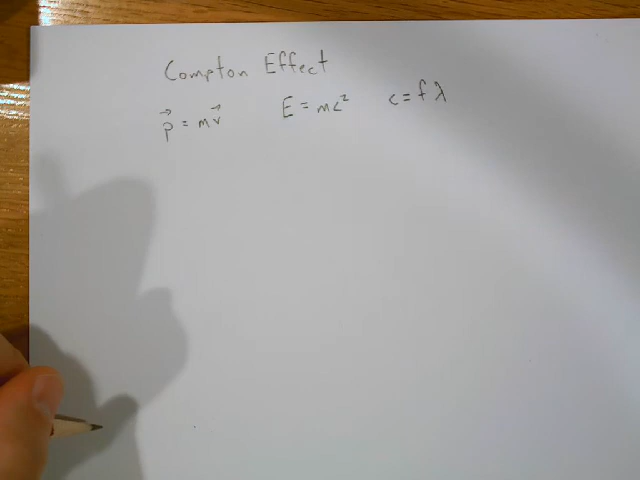 Compton Effect
p⃗ = mv⃗ E = mc² c = fλ